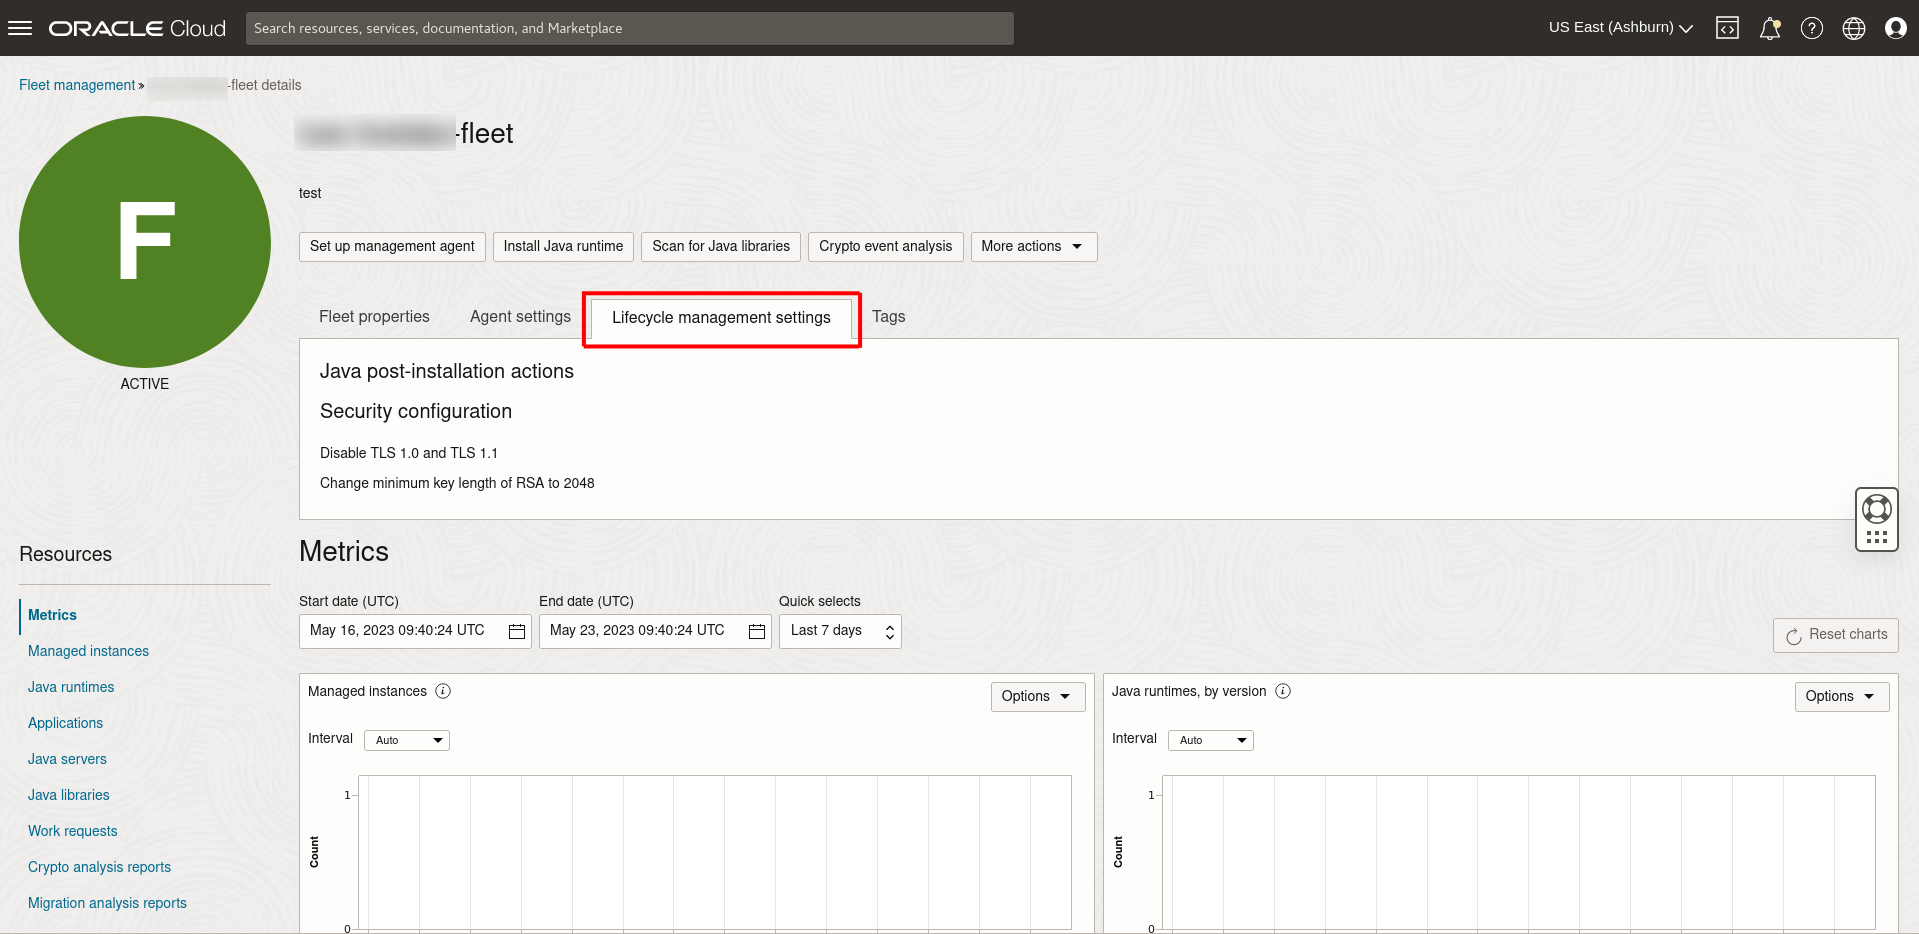 ORACLE Cloud
Search resources, services, documentation, and Marketplace
US East (Ashburn)
Fleet management » -fleet details
F
ACTIVE
-fleet
test
Set up management agent
Install Java runtime
Scan for Java libraries
Crypto event analysis
More actions
Fleet properties
Agent settings
Lifecycle management settings
Tags
Java post-installation actions
Security configuration
Disable TLS 1.0 and TLS 1.1
Change minimum key length of RSA to 2048
Resources
Metrics
Managed instances
Java runtimes
Applications
Java servers
Java libraries
Work requests
Crypto analysis reports
Migration analysis reports
Metrics
Start date (UTC)
May 16, 2023 09:40:24 UTC
End date (UTC)
May 23, 2023 09:40:24 UTC
Quick selects
Last 7 days
Reset charts
Managed instances
Options
Interval
Auto
1
Count
0
Java runtimes, by version
Options
Interval
Auto
1
Count
0